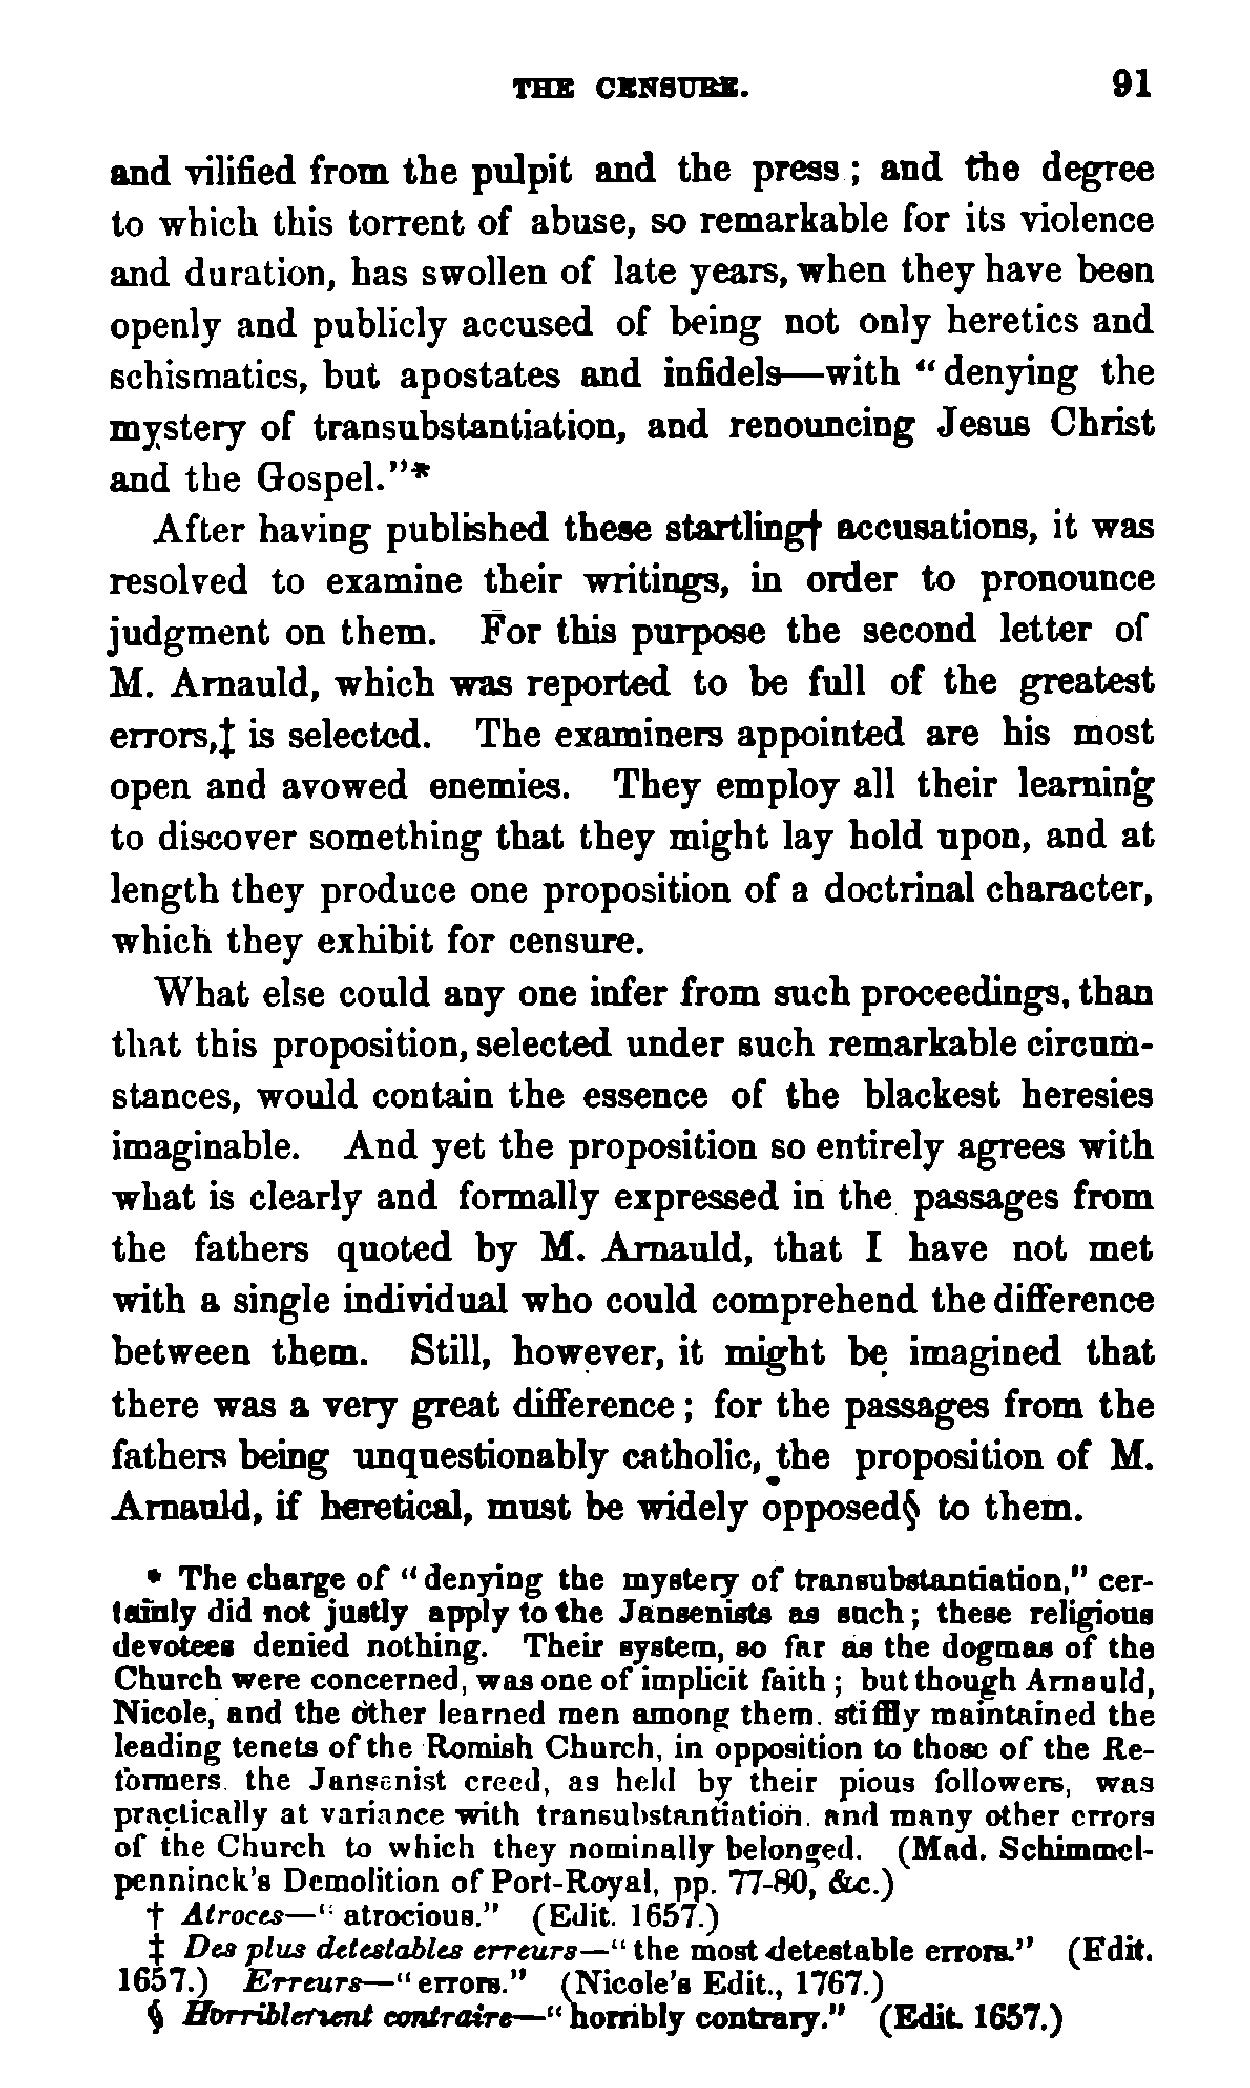 THE CENSURE. 91
and vilified from the pulpit and the press; and the degree
to which this torrent of abuse, so remarkable for its violence
and duration, has swollen of late years, when they have been
openly and publicly accused of being not only heretics and
schismatics, but apostates and infidels—with "denying the
mystery of transubstantiation, and renouncing Jesus Christ
and the Gospel."*
After having published these startling† accusations, it was
resolved to examine their writings, in order to pronounce
judgment on them. For this purpose the second letter of
M. Arnauld, which was reported to be full of the greatest
errors,‡ is selected. The examiners appointed are his most
open and avowed enemies. They employ all their learning
to discover something that they might lay hold upon, and at
length they produce one proposition of a doctrinal character,
which they exhibit for censure.
What else could any one infer from such proceedings, than
that this proposition, selected under such remarkable circum-
stances, would contain the essence of the blackest heresies
imaginable. And yet the proposition so entirely agrees with
what is clearly and formally expressed in the passages from
the fathers quoted by M. Arnauld, that I have not met
with a single individual who could comprehend the difference
between them. Still, however, it might be imagined that
there was a very great difference; for the passages from the
fathers being unquestionably catholic, the proposition of M.
Arnauld, if heretical, must be widely opposed§ to them.
* The charge of "denying the mystery of transubstantiation," cer-
tainly did not justly apply to the Jansenists as such; these religious
devotees denied nothing. Their system, so far as the dogmas of the
Church were concerned, was one of implicit faith; but though Arnauld,
Nicole, and the other learned men among them, stiffly maintained the
leading tenets of the Romish Church, in opposition to those of the Re-
formers, the Jansenist creed, as held by their pious followers, was
practically at variance with transubstantiation, and many other errors
of the Church to which they nominally belonged. (Mad. Schimmel-
penninck's Demolition of Port-Royal, pp. 77-80, &c.)
† Atroces—"atrocious." (Edit. 1657.)
‡ Des plus detestables erreurs—"the most detestable errors." (Edit.
1657.) Erreurs—"errors." (Nicole's Edit., 1767.)
§ Horriblement contraire—"horribly contrary." (Edit. 1657.)